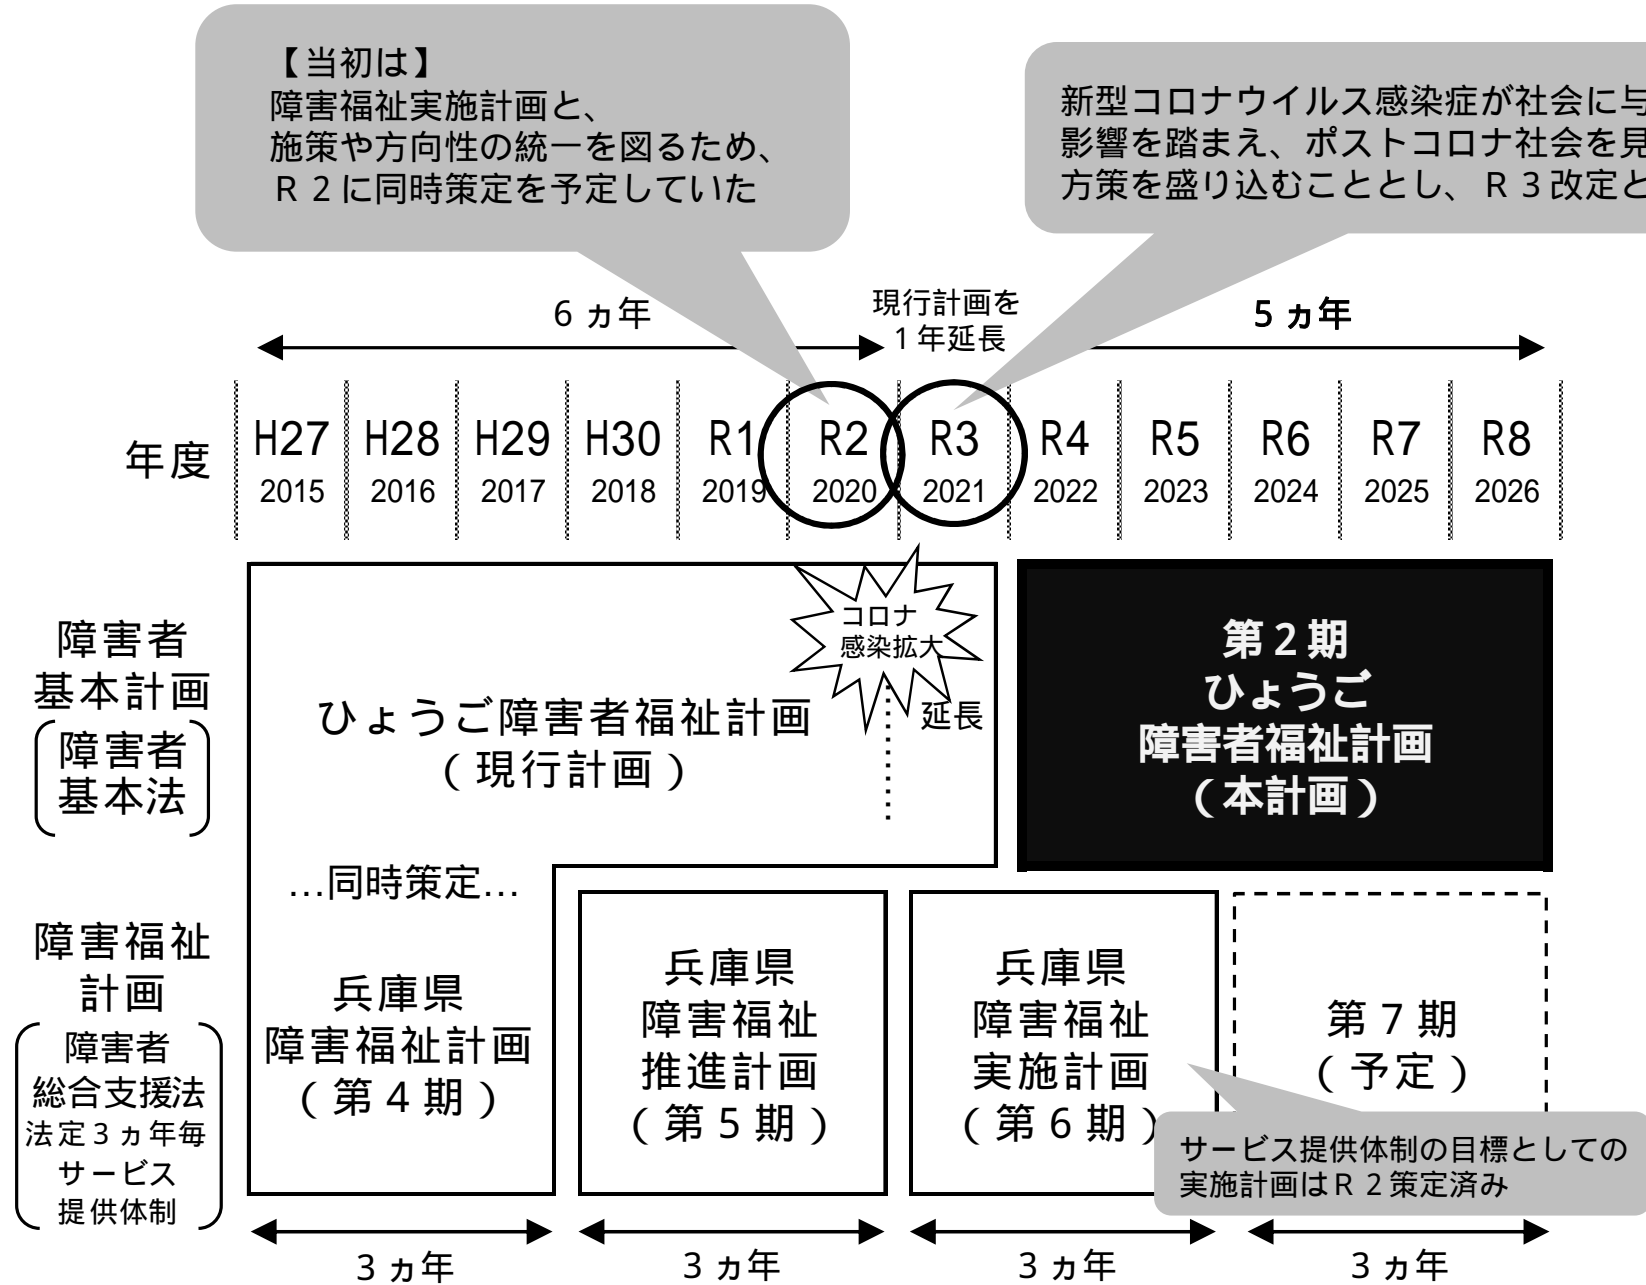 【当初は】
障害福祉実施計画と、
施策や方向性の統一を図るため、
Ｒ２に同時策定を予定していた
新型コロナウイルス感染症が社会に与
影響を踏まえ、ポストコロナ社会を見
方策を盛り込むこととし、Ｒ３改定と
６ヵ年
現行計画を
１年延長
５ヵ年
年度
H27 H28 H29 H30 R1 R2 R3 R4 R5 R6 R7 R8
2015 2016 2017 2018 2019 2020 2021 2022 2023 2024 2025 2026
障害者
基本計画
障害者
基本法
ひょうご障害者福祉計画
（現行計画）
コロナ
感染拡大
延長
第２期
ひょうご
障害者福祉計画
（本計画）
…同時策定…
障害福祉
計画
障害者
総合支援法
法定３ヵ年毎
サービス
提供体制
兵庫県
障害福祉計画
（第４期）
兵庫県
障害福祉
推進計画
（第５期）
兵庫県
障害福祉
実施計画
（第６期）
第７期
（予定）
サービス提供体制の目標としての
実施計画はＲ２策定済み
３ヵ年 ３ヵ年 ３ヵ年 ３ヵ年